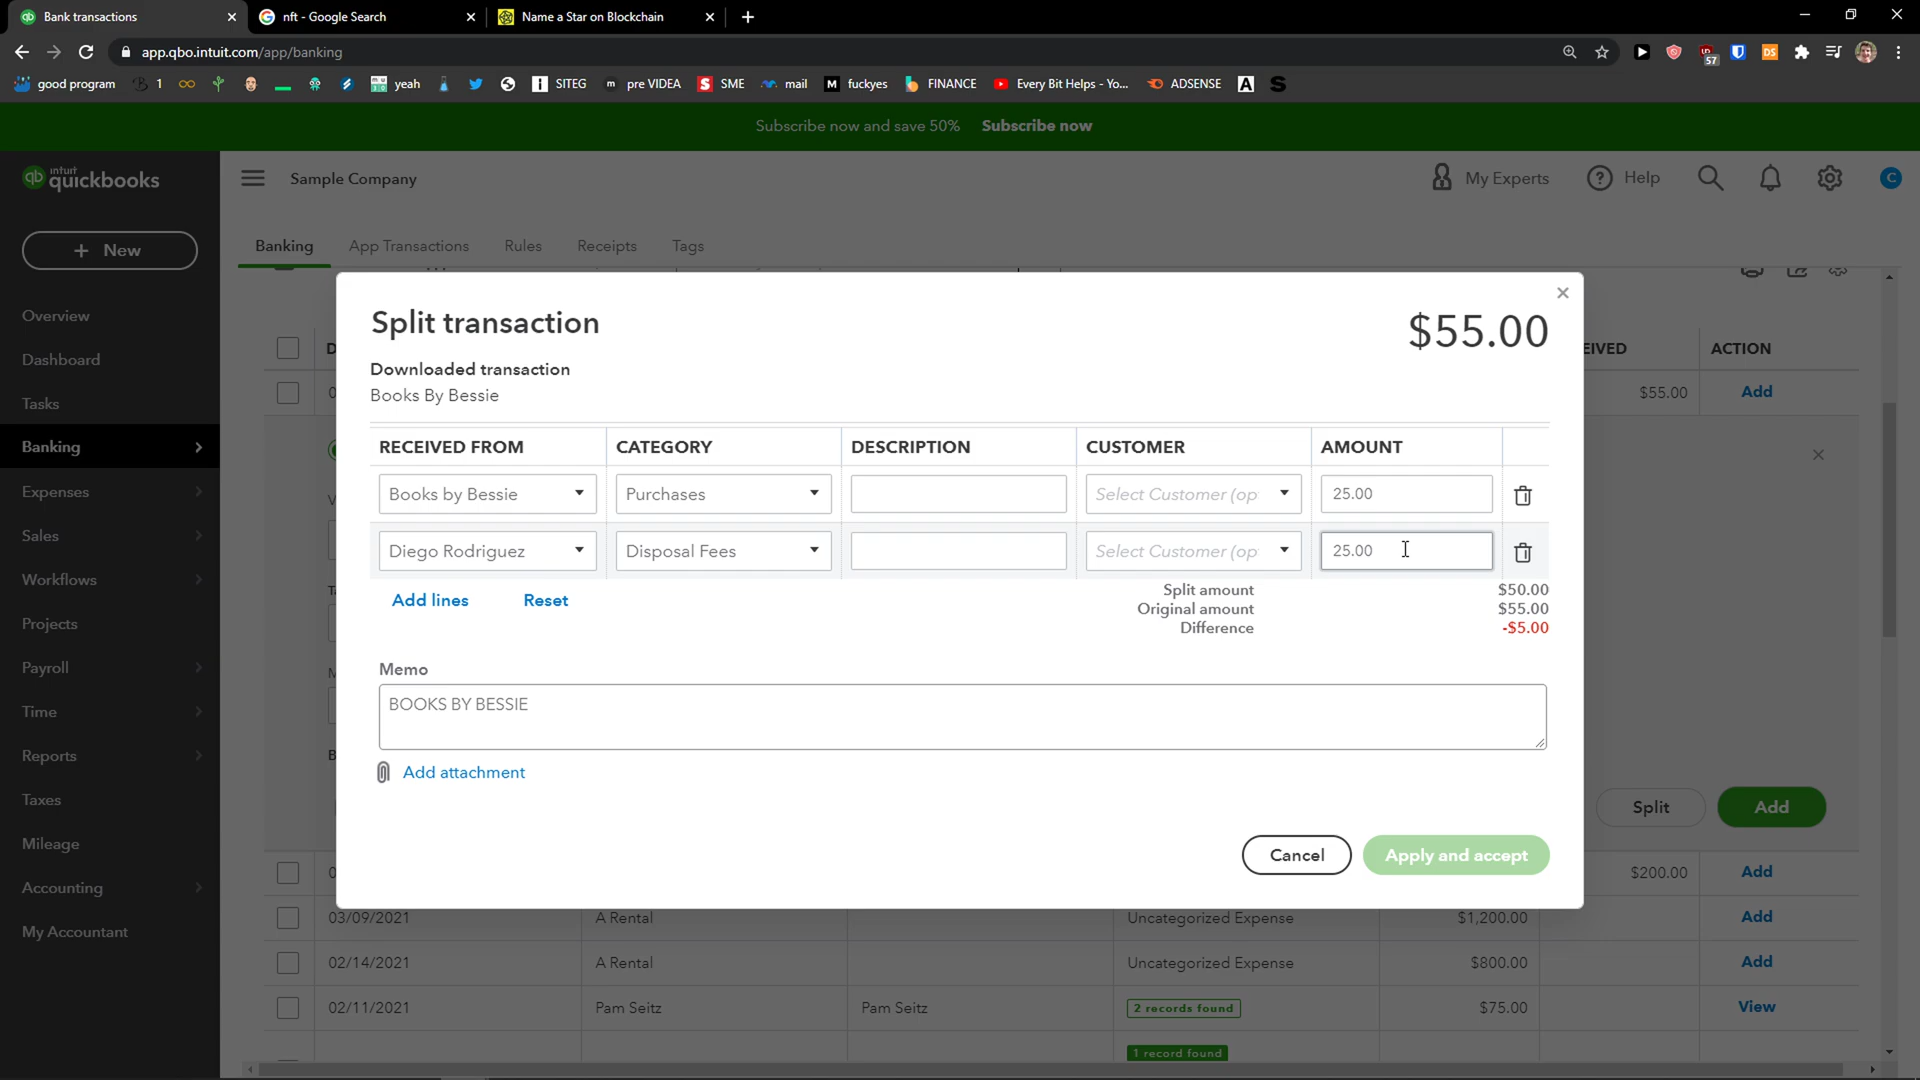 Bank transactions
nft - Google Search
Name a Star on Blockchain
app.qbo.intuit.com/app/banking
57
DS
good program
1
yeah
SITEG
m pre VIDEA
S SME
mail
M fuckyes
FINANCE
Every Bit Helps - Yo...
ADSENSE
A
S
Subscribe now and save 50% Subscribe now
intuit
quickbooks
Sample Company
My Experts
Help
C
+ New
Banking
App Transactions
Rules
Receipts
Tags
Overview
Dashboard
Tasks
Banking
Expenses
Sales
Workflows
Projects
Payroll
Time
Reports
Taxes
Mileage
Accounting
My Accountant
EIVED
ACTION
$55.00
Add
Split transaction
$55.00
Downloaded transaction
Books By Bessie
RECEIVED FROM
CATEGORY
DESCRIPTION
CUSTOMER
AMOUNT
Books by Bessie
Purchases
Select Customer (op
25.00
Diego Rodriguez
Disposal Fees
Select Customer (op
25.00
Add lines
Reset
Split amount $50.00
Original amount $55.00
Difference -$5.00
Memo
BOOKS BY BESSIE
Add attachment
Cancel
Apply and accept
Split
Add
$200.00
Add
03/09/2021
A Rental
Uncategorized Expense
$1,200.00
Add
02/14/2021
A Rental
Uncategorized Expense
$800.00
Add
02/11/2021
Pam Seitz
Pam Seitz
2 records found
$75.00
View
1 record found